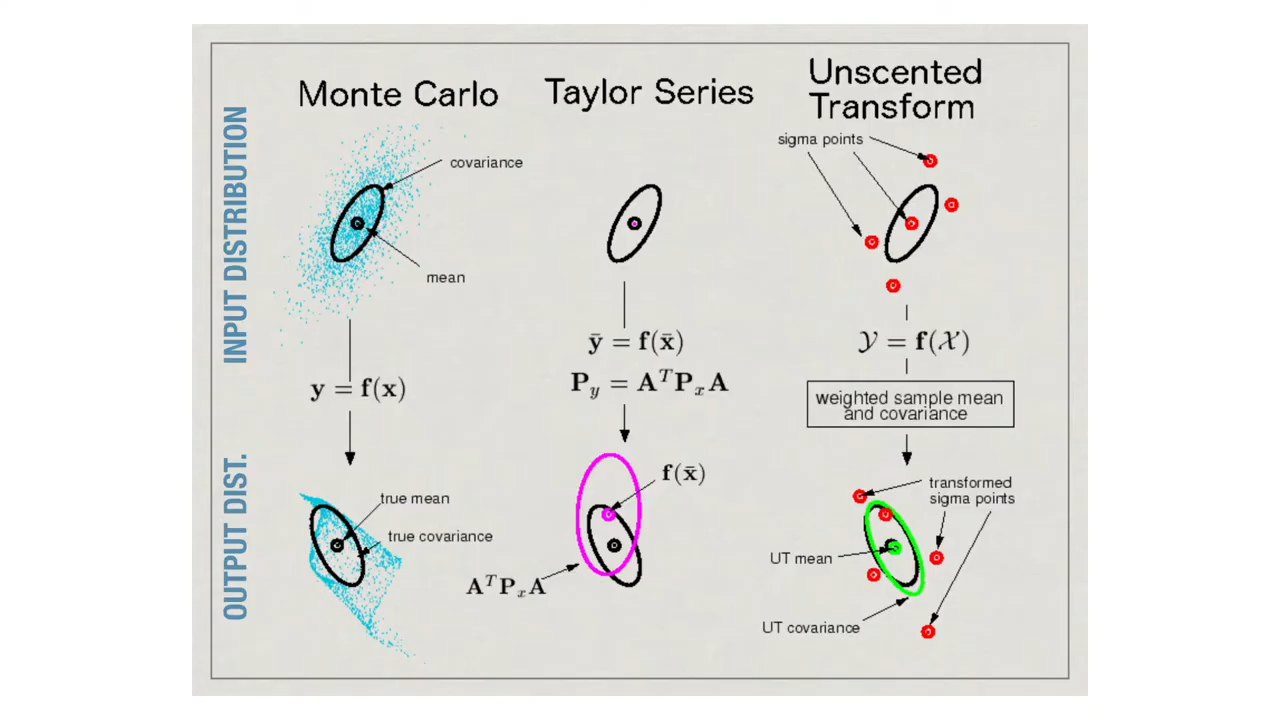 Monte Carlo
Taylor Series
Unscented
Transform
INPUT DISTRIBUTION
covariance
mean
sigma points
y = f(x)
ȳ = f(x̄)
P_y = A^T P_x A
𝒴 = f(𝒳)
weighted sample mean
and covariance
OUTPUT DIST.
true mean
true covariance
f(x̄)
A^T P_x A
transformed
sigma points
UT mean
UT covariance